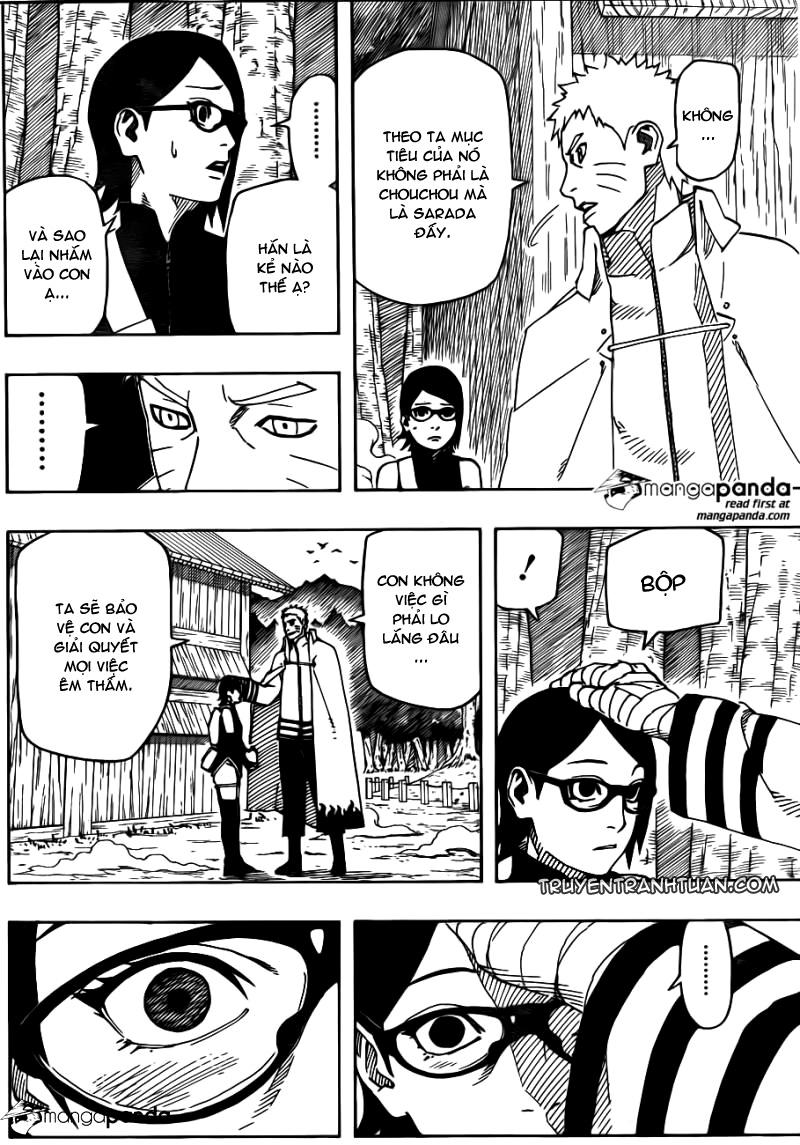 KHÔNG
...
THEO TA MỤC
TIÊU CỦA NÓ
KHÔNG PHẢI LÀ
CHOUCHOU MÀ
LÀ SARADA
ĐẤY.
........
HẮN LÀ
KẺ NÀO
THẾ Ạ?
VÀ SAO
LẠI NHẮM
VÀO CON
Ạ...
........
mangapanda
read first at
mangapanda.com
BỘP
!
CON KHÔNG
VIỆC GÌ
PHẢI LO
LẮNG ĐÂU
...
TA SẼ BẢO
VỆ CON VÀ
GIẢI QUYẾT
MỌI VIỆC
ÊM THẤM.
TRUYENTRANHTUAN.COM
........
mangapanda